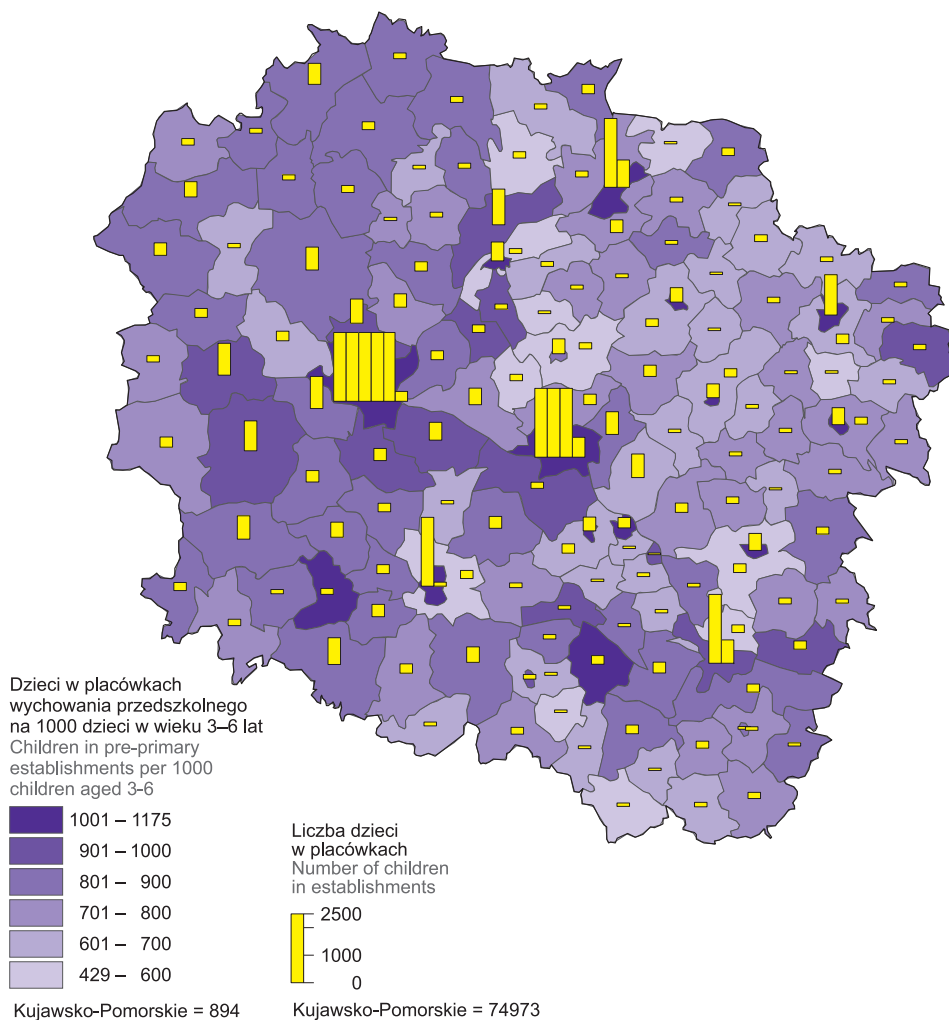 Dzieci w placówkach
wychowania przedszkolnego
na 1000 dzieci w wieku 3–6 lat
Children in pre-primary
establishments per 1000
children aged 3-6
1001 – 1175
901 – 1000
801 – 900
701 – 800
601 – 700
429 – 600
Kujawsko-Pomorskie = 894
Liczba dzieci
w placówkach
Number of children
in establishments
2500
1000
0
Kujawsko-Pomorskie = 74973